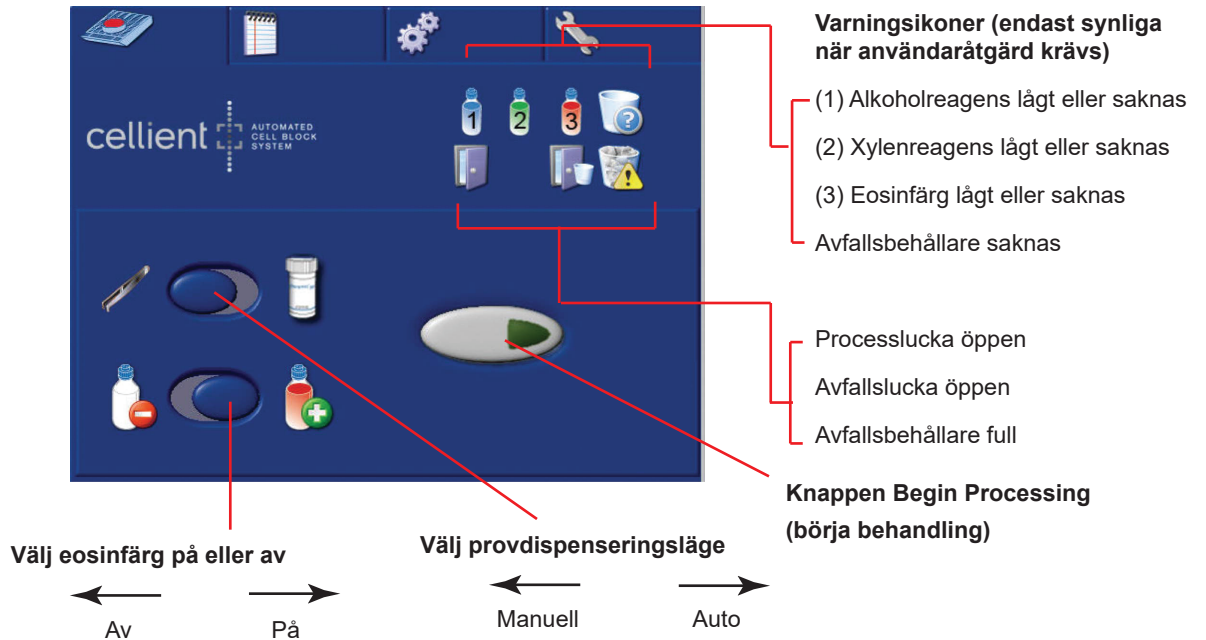 Varningsikoner (endast synliga
när användaråtgärd krävs)
(1) Alkoholreagens lågt eller saknas
(2) Xylenreagens lågt eller saknas
(3) Eosinfärg lågt eller saknas
Avfallsbehållare saknas
cellient
AUTOMATED
CELL BLOCK
SYSTEM
1
2
3
?
Processlucka öppen
Avfallslucka öppen
Avfallsbehållare full
Knappen Begin Processing
(börja behandling)
Välj eosinfärg på eller av
Av
På
Välj provdispenseringsläge
Manuell
Auto